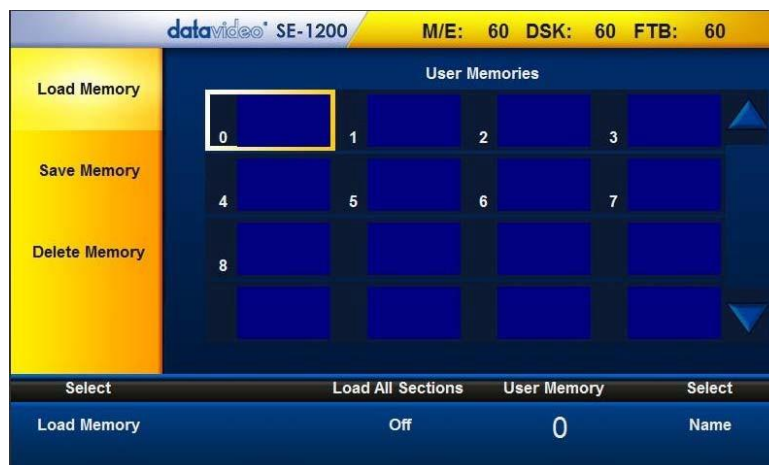 datavideo SE-1200 M/E: 60 DSK: 60 FTB: 60
Load Memory
User Memories
0 1 2 3
Save Memory
4 5 6 7
Delete Memory
8
Select Load All Sections User Memory Select
Load Memory Off 0 Name